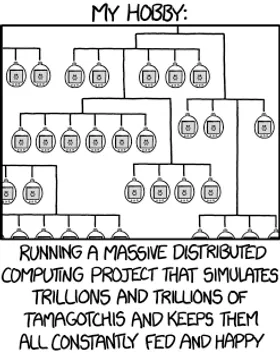 MY HOBBY:
RUNNING A MASSIVE DISTRIBUTED
COMPUTING PROJECT THAT SIMULATES
TRILLIONS AND TRILLIONS OF
TAMAGOTCHIS AND KEEPS THEM
ALL CONSTANTLY FED AND HAPPY